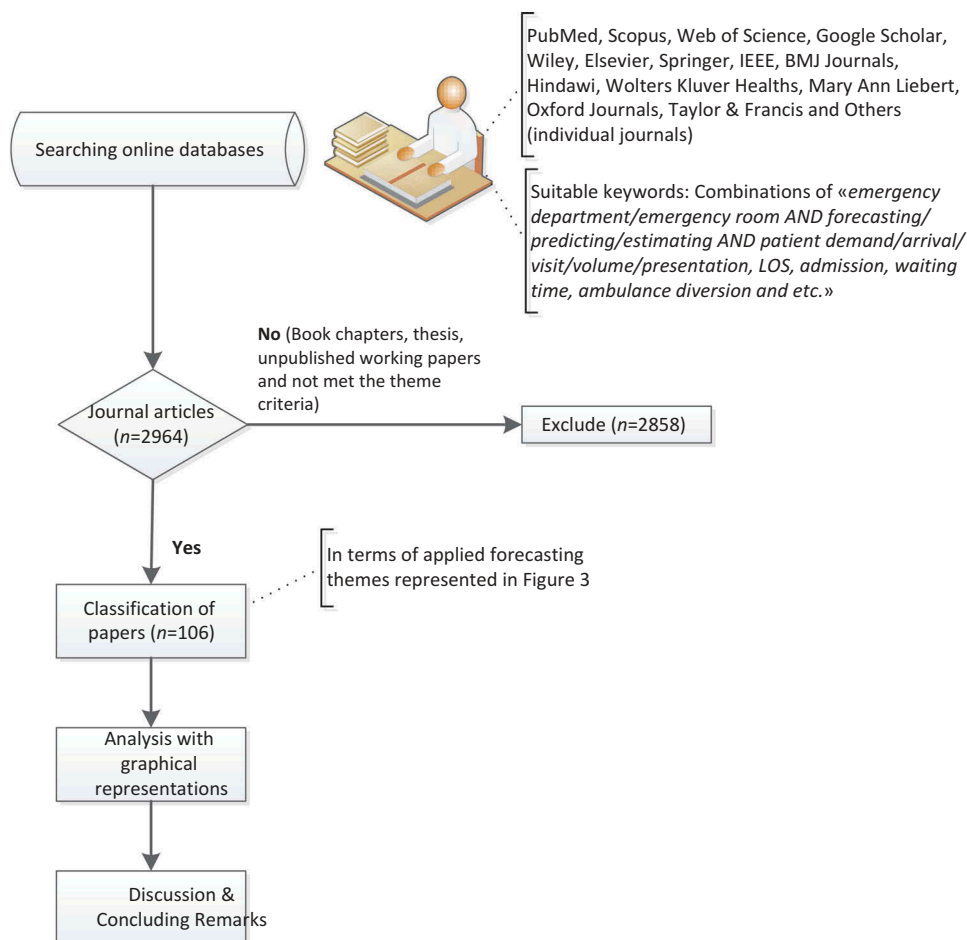 PubMed, Scopus, Web of Science, Google Scholar,
Wiley, Elsevier, Springer, IEEE, BMJ Journals,
Hindawi, Wolters Kluver Healths, Mary Ann Liebert,
Oxford Journals, Taylor & Francis and Others
(individual journals)
Searching online databases
Suitable keywords: Combinations of «emergency
department/emergency room AND forecasting/
predicting/estimating AND patient demand/arrival/
visit/volume/presentation, LOS, admission, waiting
time, ambulance diversion and etc.»
No (Book chapters, thesis,
unpublished working papers
and not met the theme
criteria)
Journal articles
(n=2964)
Exclude (n=2858)
Yes
In terms of applied forecasting
themes represented in Figure 3
Classification of
papers (n=106)
Analysis with
graphical
representations
Discussion &
Concluding Remarks